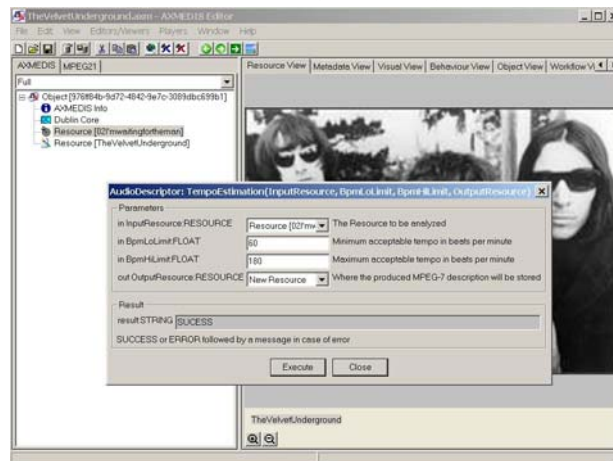 TheVelvetUnderground.axm - AXMEDIS Editor
File Edit View Editors/Viewers Players Window Help
AXMEDIS MPEG21
Resource View Metadata View Visual View Behaviour View Object View Workflow Vi
Full
Object [976ff84b-9d72-4842-9e7c-3089dbc699b1]
AXMEDIS Info
Dublin Core
Resource [02I'mwaitingfortheman]
Resource [TheVelvetUnderground]
AudioDescriptor: TempoEstimation(InputResource, BpmLoLimit, BpmHiLimit, OutputResource)
Parameters
in InputResource:RESOURCE Resource [02I'mw The Resource to be analyzed
in BpmLoLimit:FLOAT 60 Minimum acceptable tempo in beats per minute
in BpmHiLimit:FLOAT 180 Maximum acceptable tempo in beats per minute
out OutputResource:RESOURCE New Resource Where the produced MPEG-7 description will be stored
Result
result:STRING SUCESS
SUCCESS or ERROR followed by a message in case of error
Execute Close
TheVelvetUnderground